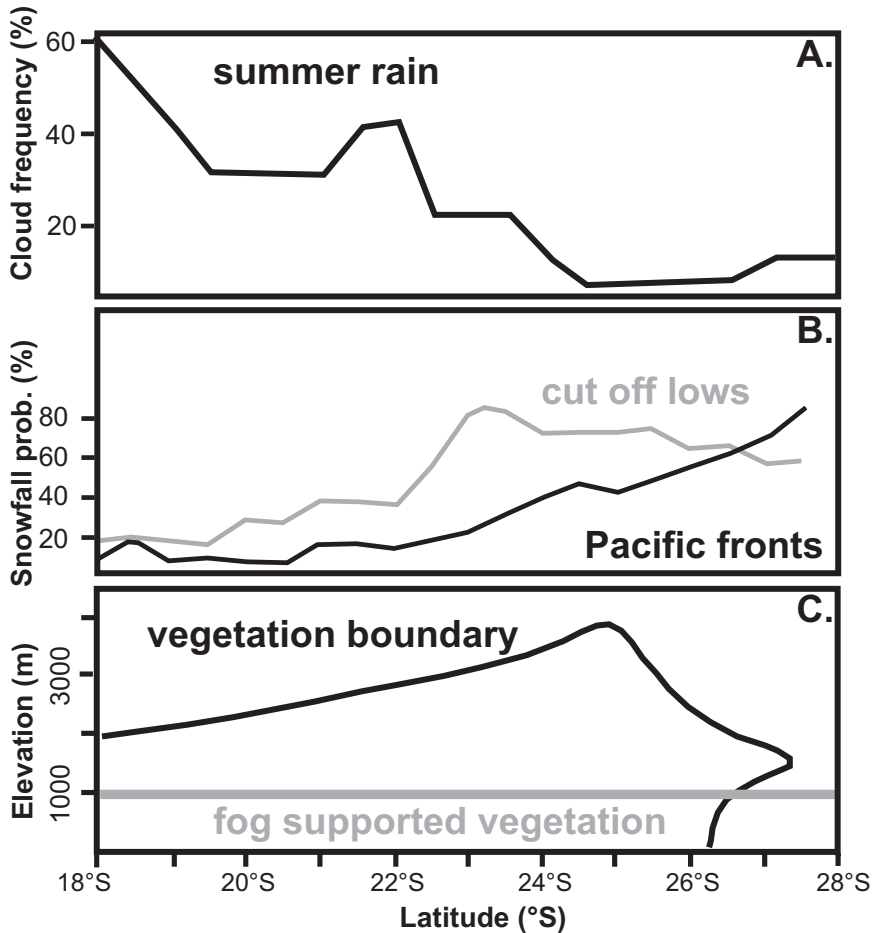 A.
summer rain
Cloud frequency (%)
60
40
20
B.
cut off lows
Pacific fronts
Snowfall prob. (%)
80
60
40
20
C.
vegetation boundary
fog supported vegetation
Elevation (m)
3000
1000
18°S 20°S 22°S 24°S 26°S 28°S
Latitude (°S)